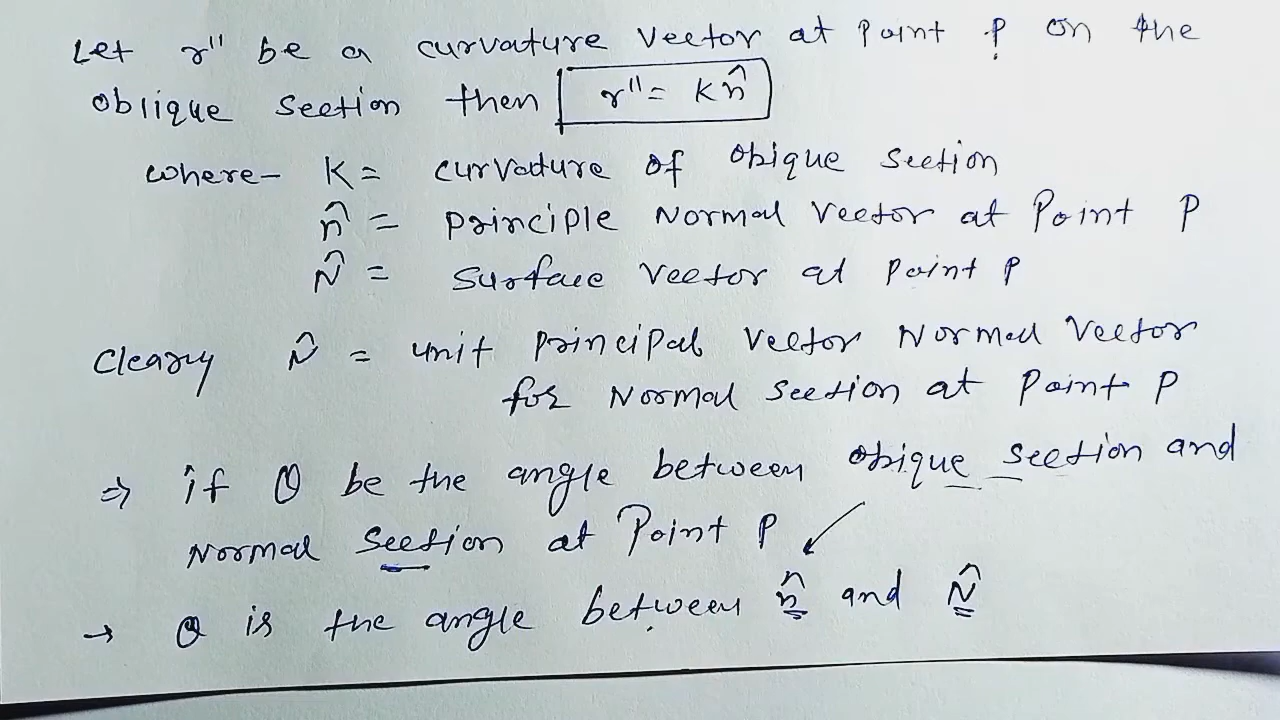 Let r" be a curvature vector at point P on the
oblique section then r" = K n̂
where- K = curvature of obique section
n̂ = principle Normal vector at Point P
N̂ = surface vector at point P
Clearly N̂ = unit principal vector Normal vector
for Normal section at point P
⇒ if θ be the angle between obique section and
Normal section at Point P
→ θ is the angle between n̂ and N̂